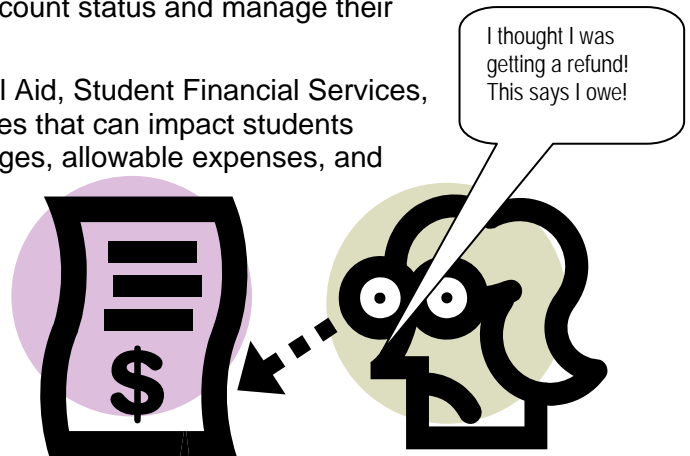 count status and manage their
l Aid, Student Financial Services,
es that can impact students
ges, allowable expenses, and
I thought I was
getting a refund!
This says I owe!
$